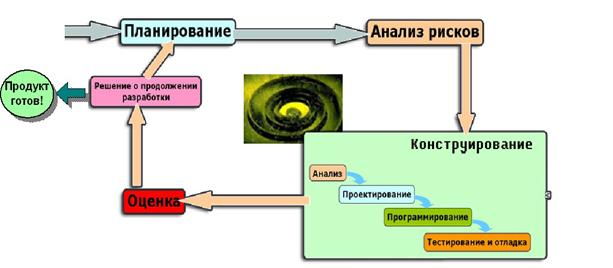 Планирование
Анализ рисков
Продукт
готов!
Решение о продолжении
разработки
Конструирование
Анализ
Проектирование
Программирование
Тестирование и отладка
Оценка